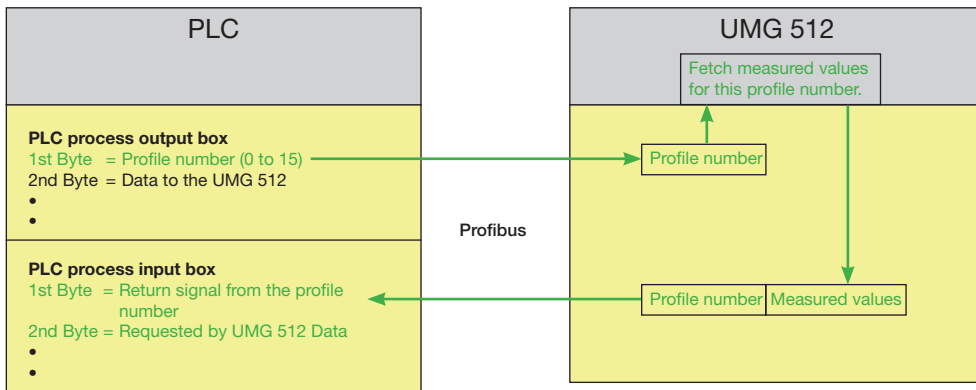 PLC
PLC process output box
1st Byte = Profile number (0 to 15)
2nd Byte = Data to the UMG 512
•
•
PLC process input box
1st Byte = Return signal from the profile
number
2nd Byte = Requested by UMG 512 Data
•
•
Profibus
UMG 512
Fetch measured values
for this profile number.
Profile number
Profile number
Measured values